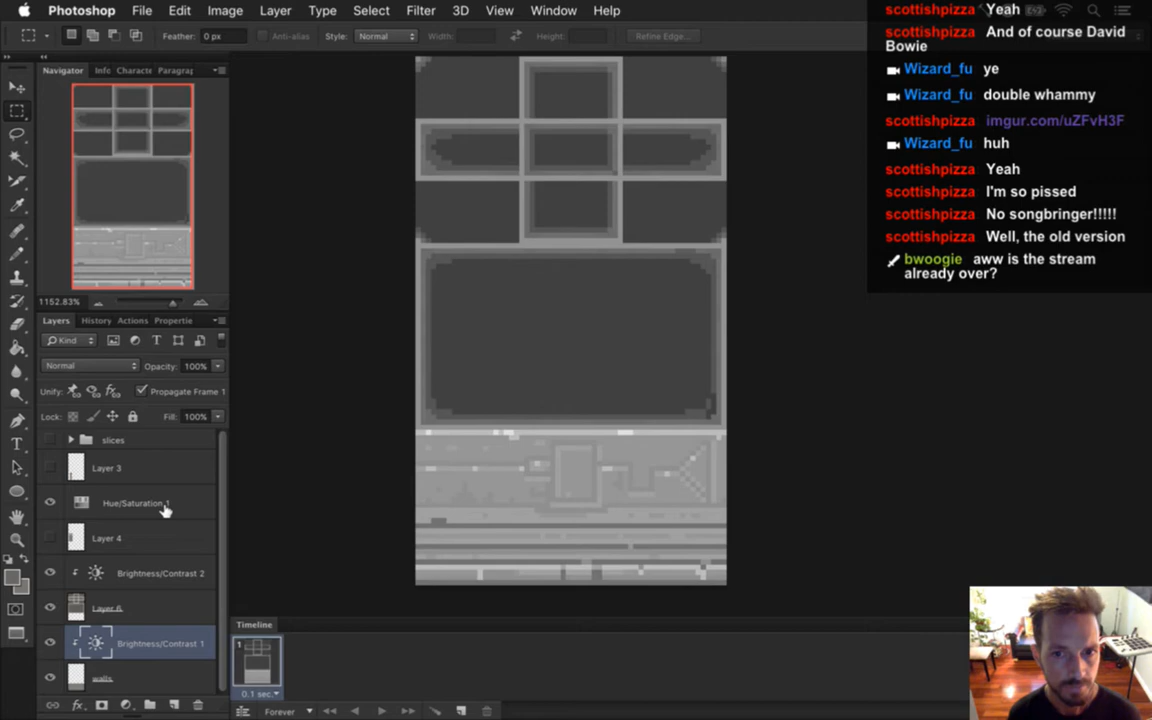 Photoshop File Edit Image Layer Type Select Filter 3D View Window Help
Feather: 0 px Anti-alias Style: Normal Width: Height: Refine Edge...
Navigator Info Characte Paragra
1152.83%
Layers History Actions Propertie
Kind
Normal Opacity: 100%
Unify: Propagate Frame 1
Lock: Fill: 100%
slices
Layer 3
Hue/Saturation 1
Layer 4
Brightness/Contrast 2
Layer 6
Brightness/Contrast 1
walls
Timeline
1
0.1 sec.
Forever
scottishpizza Yeah
scottishpizza And of course David
Bowie
Wizard_fu ye
Wizard_fu double whammy
scottishpizza imgur.com/uZFvH3F
Wizard_fu huh
scottishpizza Yeah
scottishpizza I'm so pissed
scottishpizza No songbringer!!!!!
scottishpizza Well, the old version
bwoogie aww is the stream
already over?